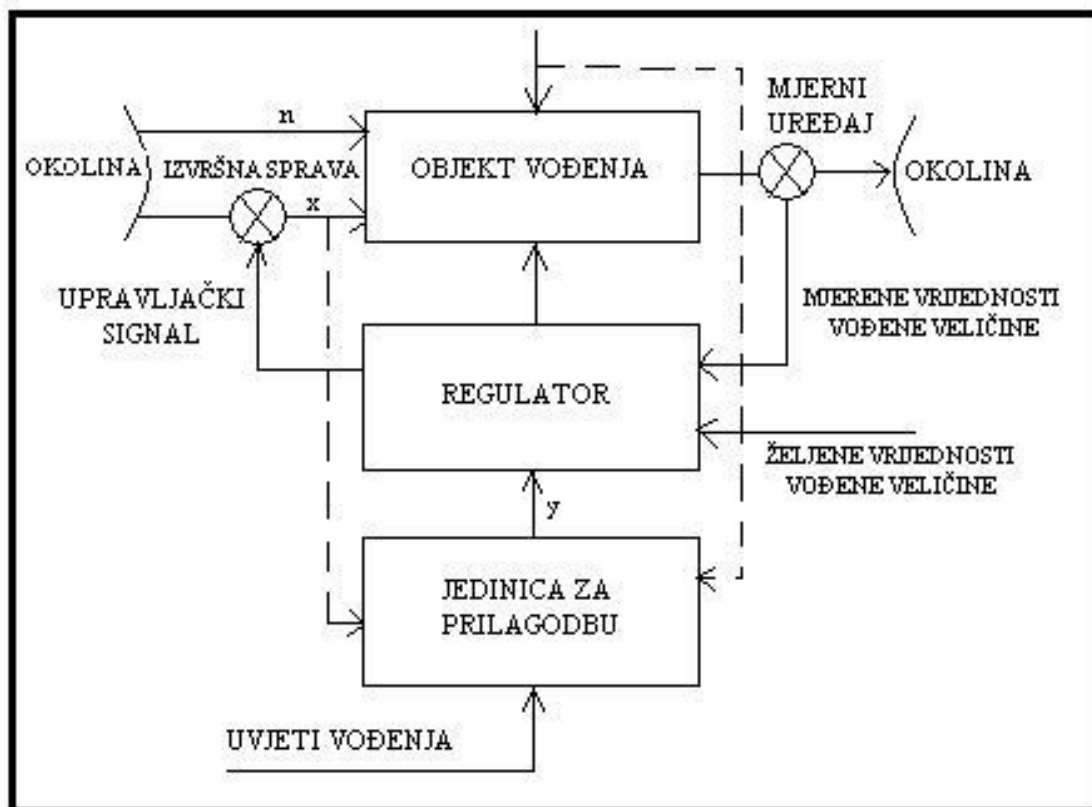 MJERNI
UREĐAJ
n
OKOLINA
IZVRŠNA SPRAVA
OBJEKT VOĐENJA
OKOLINA
x
UPRAVLJAČKI
SIGNAL
MJERENE VRIJEDNOSTI
VOĐENE VELIČINE
REGULATOR
ŽELJENE VRIJEDNOSTI
VOĐENE VELIČINE
y
JEDINICA ZA
PRILAGODBU
UVJETI VOĐENJA